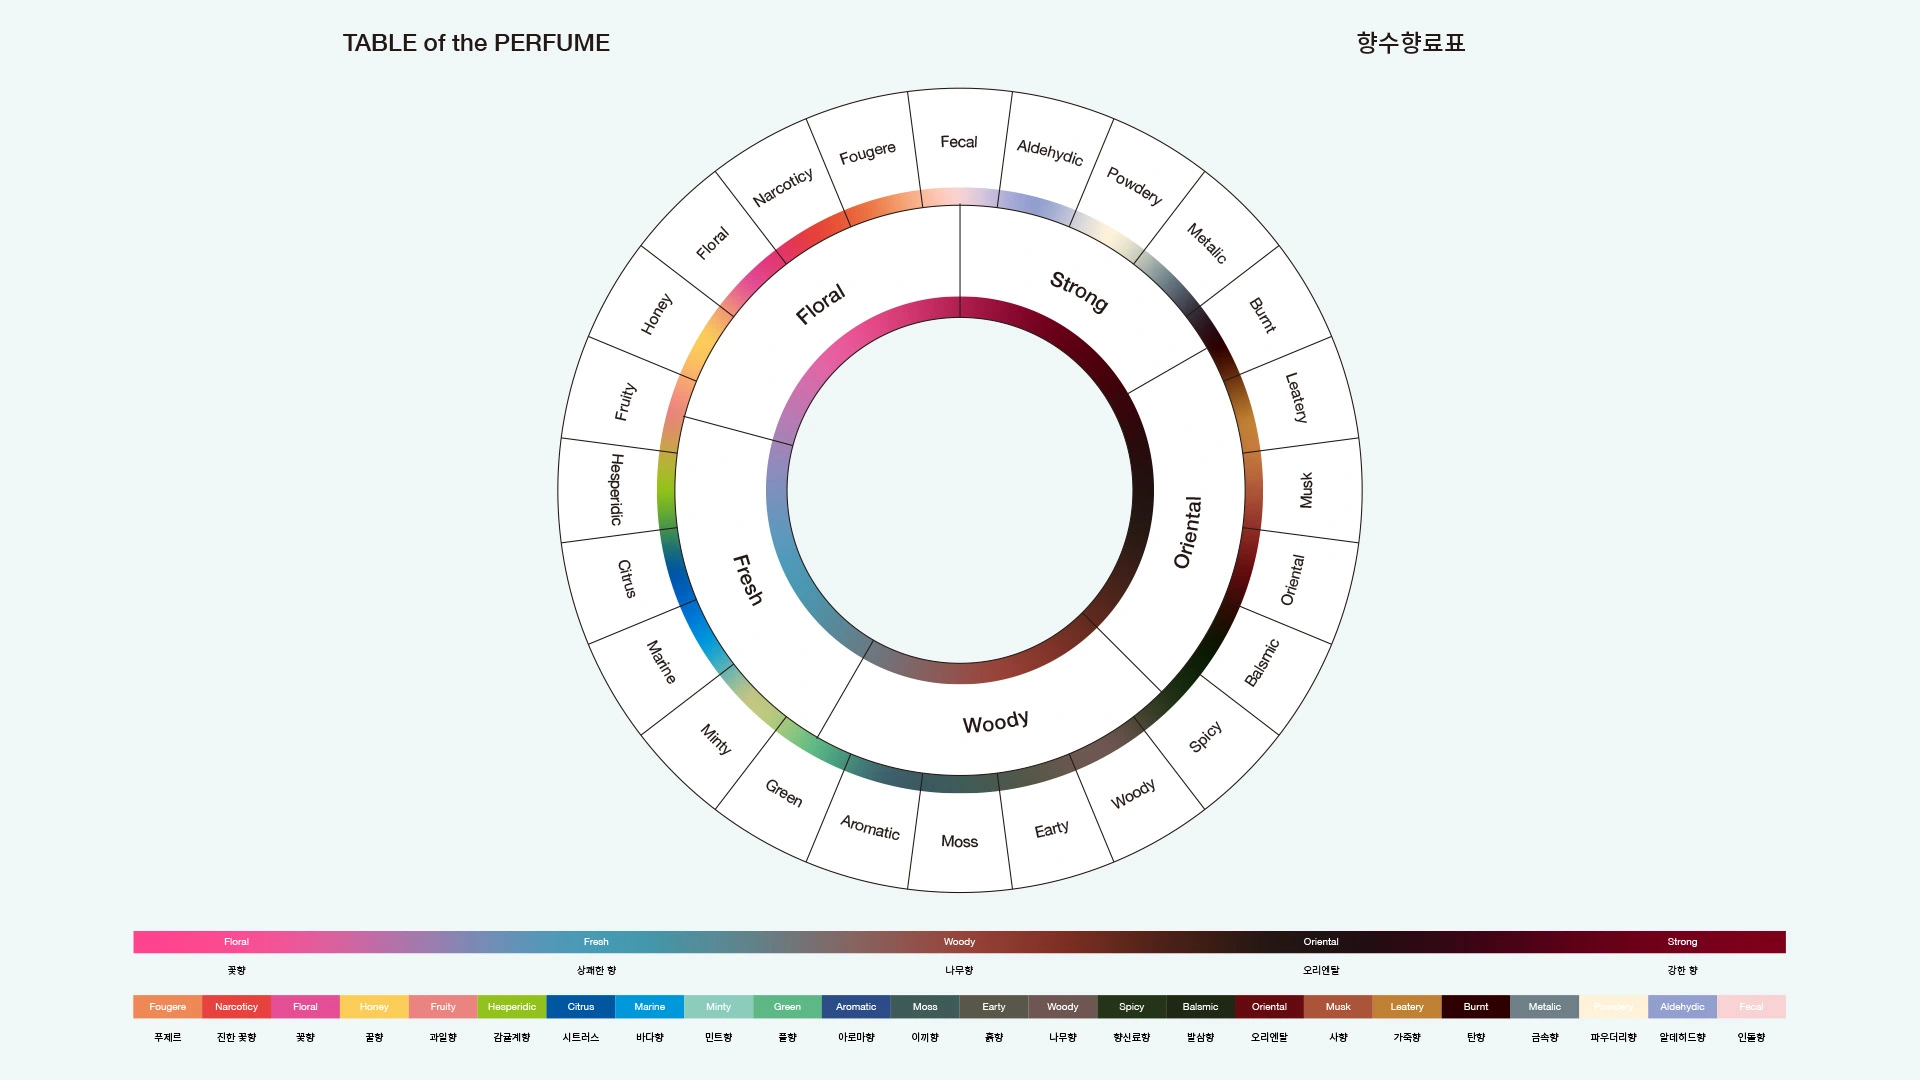 TABLE of the PERFUME
향수향료표
Fecal
Aldehydic
Powdery
Metalic
Burnt
Leatery
Musk
Oriental
Balsmic
Spicy
Woody
Earty
Moss
Aromatic
Green
Minty
Marine
Citrus
Hesperidic
Fruity
Honey
Floral
Narcoticy
Fougere
Strong
Oriental
Woody
Fresh
Floral
Floral Fresh Woody Oriental Strong
꽃향 상쾌한 향 나무향 오리엔탈 강한 향
Fougere Narcoticy Floral Honey Fruity Hesperidic Citrus Marine Minty Green Aromatic Moss Earty Woody Spicy Balsmic Oriental Musk Leatery Burnt Metalic Powdery Aldehydic Fecal
푸제르 진한 꽃향 꽃향 꿀향 과일향 감귤계향 시트러스 바다향 민트향 풀향 아로마향 이끼향 흙향 나무향 향신료향 발삼향 오리엔탈 사향 가죽향 탄향 금속향 파우더리향 알데히드향 인돌향